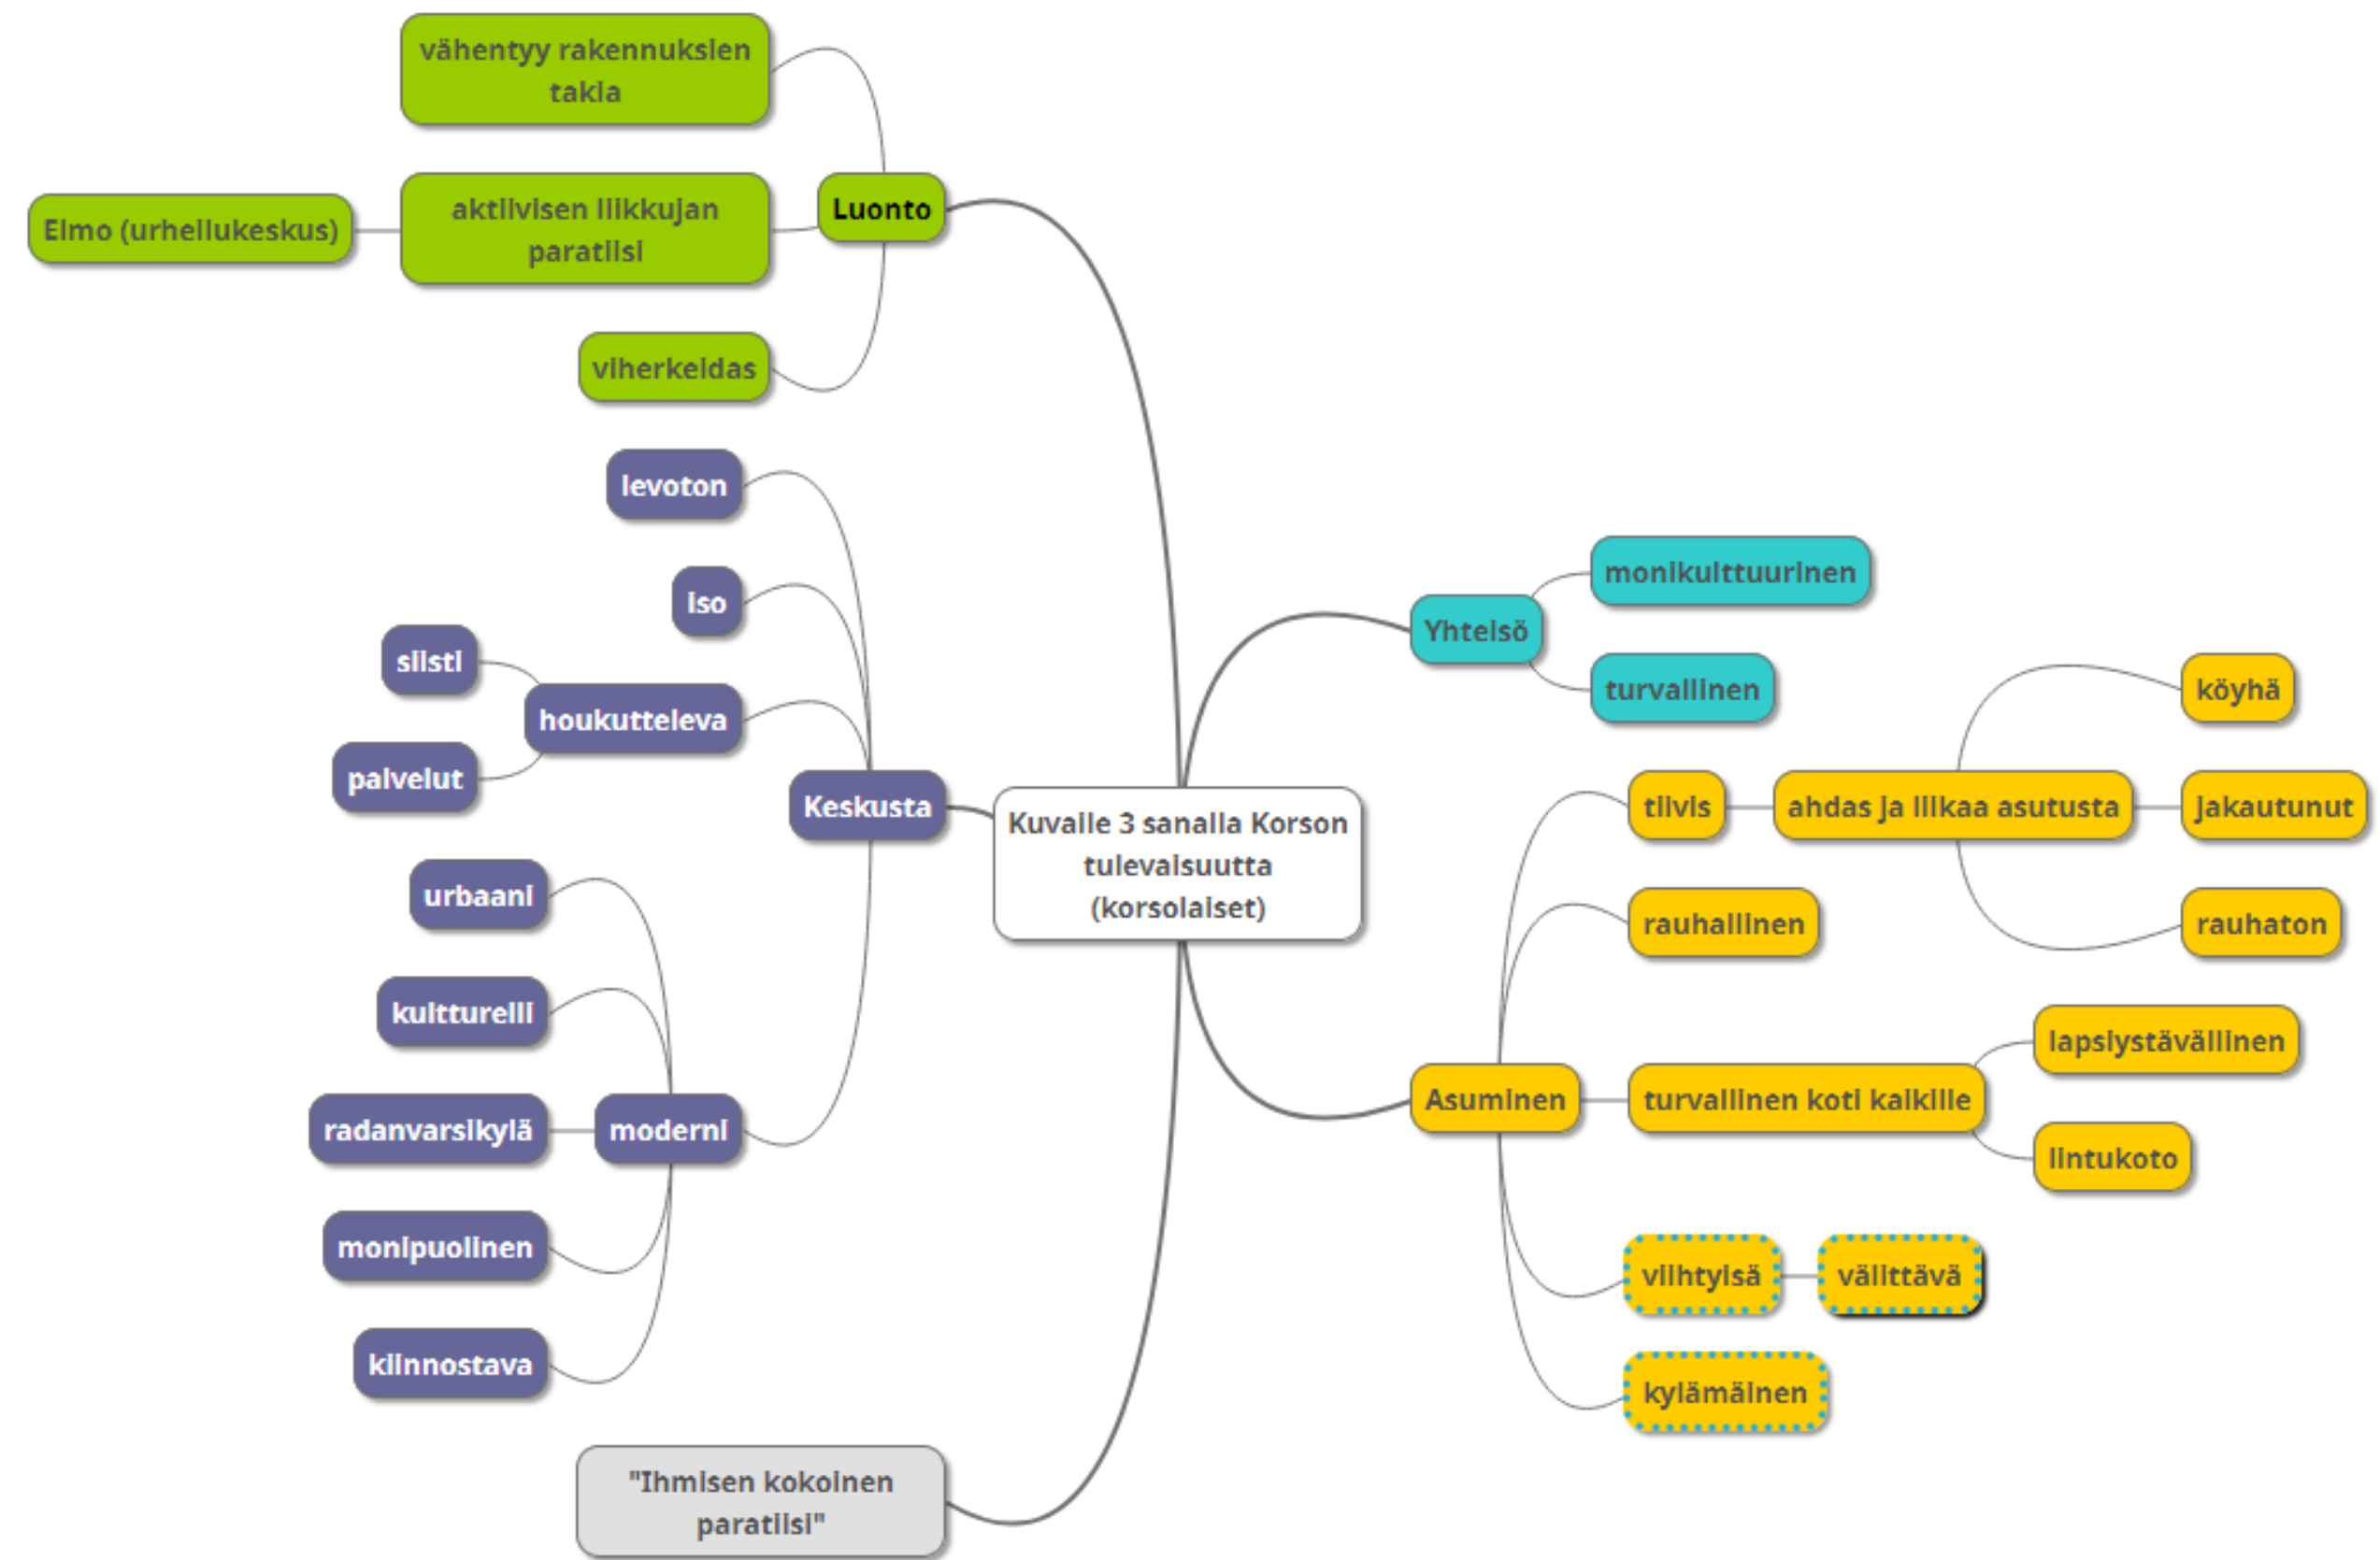 vähentyy rakennuksien
takia
Luonto
aktiivisen liikkujan
paratiisi
Elmo (urheilukeskus)
viherkeidas
levoton
iso
siisti
houkutteleva
palvelut
Keskusta
urbaani
kultturelli
radanvarsikylä
moderni
monipuolinen
kiinnostava
"Ihmisen kokoinen
paratiisi"
Kuvaile 3 sanalla Korson
tulevaisuutta
(korsolaiset)
Yhteisö
monikulttuurinen
turvallinen
köyhä
tiivis
ahdas ja liikaa asutusta
jakautunut
rauhallinen
rauhaton
lapsiystävällinen
Asuminen
turvallinen koti kaikille
lintukoto
viihtyisä
välittävä
kylämäinen